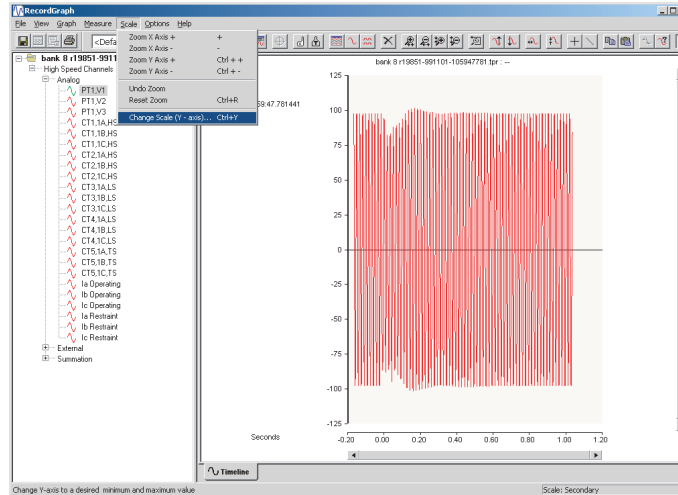 RecordGraph
File View Graph Measure Scale Options Help
<Defa
Zoom X Axis + +
Zoom X Axis - -
Zoom Y Axis + Ctrl + +
Zoom Y Axis - Ctrl + -
Undo Zoom
Reset Zoom Ctrl+R
Change Scale (Y - axis)... Ctrl+Y
bank 8 r19851-9911
High Speed Channels
Analog
PT1,V1
PT1,V2
PT1,V3
CT1,1A,HS
CT1,1B,HS
CT1,1C,HS
CT2,1A,HS
CT2,1B,HS
CT2,1C,HS
CT3,1A,LS
CT3,1B,LS
CT3,1C,LS
CT4,1A,LS
CT4,1B,LS
CT4,1C,LS
CT5,1A,TS
CT5,1B,TS
CT5,1C,TS
Ia Operating
Ib Operating
Ic Operating
Ia Restraint
Ib Restraint
Ic Restraint
External
Summation
bank 8 r19851-991101-105947781.tpr : --
59:47.781441
125
100
75
50
25
0
-25
-50
-75
-100
-125
Seconds
-0.20 0.00 0.20 0.40 0.60 0.80 1.00 1.20
Timeline
Change Y-axis to a desired minimum and maximum value
Scale: Secondary